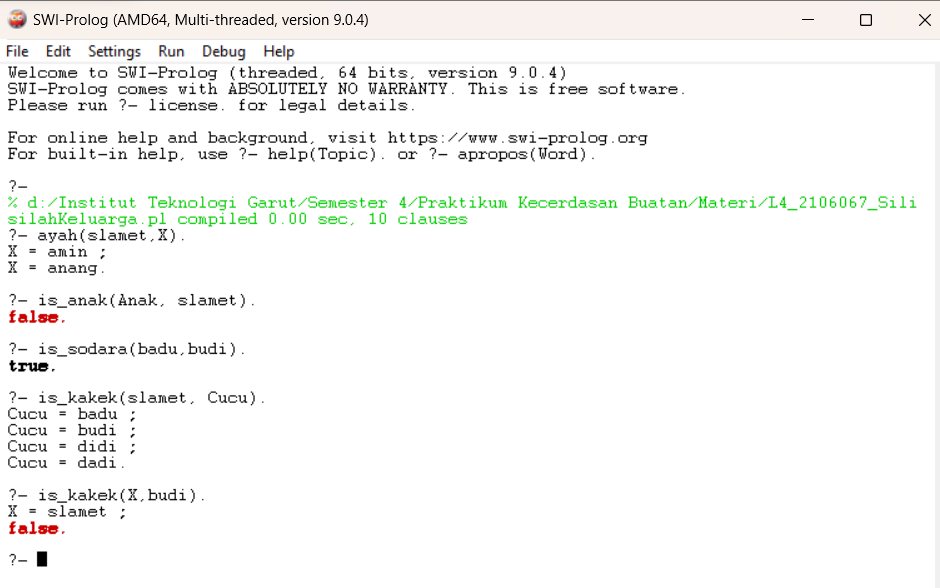 SWI-Prolog (AMD64, Multi-threaded, version 9.0.4)
File Edit Settings Run Debug Help
Welcome to SWI-Prolog (threaded, 64 bits, version 9.0.4)
SWI-Prolog comes with ABSOLUTELY NO WARRANTY. This is free software.
Please run ?- license. for legal details.
For online help and background, visit https://www.swi-prolog.org
For built-in help, use ?- help(Topic). or ?- apropos(Word).
?-
% d:/Institut Teknologi Garut/Semester 4/Praktikum Kecerdasan Buatan/Materi/L4_2106067_Sili
silahKeluarga.pl compiled 0.00 sec, 10 clauses
?- ayah(slamet,X).
X = amin ;
X = anang.
?- is_anak(Anak, slamet).
false.
?- is_sodara(badu,budi).
true.
?- is_kakek(slamet, Cucu).
Cucu = badu ;
Cucu = budi ;
Cucu = didi ;
Cucu = dadi.
?- is_kakek(X,budi).
X = slamet ;
false.
?-